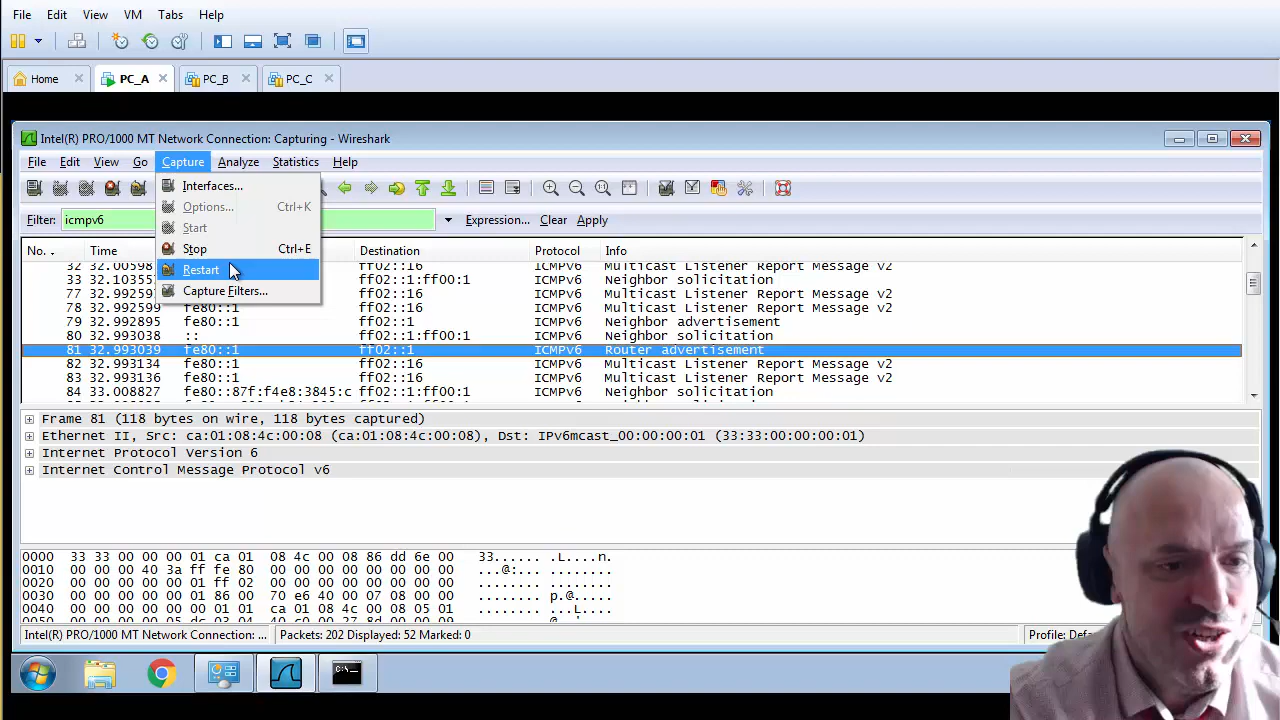 File Edit View VM Tabs Help
Home PC_A PC_B PC_C
Intel(R) PRO/1000 MT Network Connection: Capturing - Wireshark
File Edit View Go Capture Analyze Statistics Help
Interfaces...
Options... Ctrl+K
Start
Stop Ctrl+E
Restart
Capture Filters...
Filter: icmpv6 Expression... Clear Apply
No. Time Destination Protocol Info
32 32.00598 ff02::16 ICMPv6 Multicast Listener Report Message v2
33 32.10355 ff02::1:ff00:1 ICMPv6 Neighbor solicitation
77 32.99259 ff02::16 ICMPv6 Multicast Listener Report Message v2
78 32.992599 fe80::1 ff02::16 ICMPv6 Multicast Listener Report Message v2
79 32.992895 fe80::1 ff02::1 ICMPv6 Neighbor advertisement
80 32.993038 :: ff02::1:ff00:1 ICMPv6 Neighbor solicitation
81 32.993039 fe80::1 ff02::1 ICMPv6 Router advertisement
82 32.993134 fe80::1 ff02::16 ICMPv6 Multicast Listener Report Message v2
83 32.993136 fe80::1 ff02::16 ICMPv6 Multicast Listener Report Message v2
84 33.008827 fe80::87f:f4e8:3845:c ff02::1:ff00:1 ICMPv6 Neighbor solicitation
Frame 81 (118 bytes on wire, 118 bytes captured)
Ethernet II, Src: ca:01:08:4c:00:08 (ca:01:08:4c:00:08), Dst: IPv6mcast_00:00:00:01 (33:33:00:00:00:01)
Internet Protocol Version 6
Internet Control Message Protocol v6
0000 33 33 00 00 00 01 ca 01 08 4c 00 08 86 dd 6e 00 33...... .L....n.
0010 00 00 00 40 3a ff fe 80 00 00 00 00 00 00 00 00 ...@:... ........
0020 00 00 00 00 00 01 ff 02 00 00 00 00 00 00 00 00 ........ ........
0030 00 00 00 00 00 01 86 00 70 e6 40 00 07 08 00 00 ........ p.@.....
0040 00 00 00 00 00 00 01 01 ca 01 08 4c 00 08 05 01 ........ ...L....
Intel(R) PRO/1000 MT Network Connection: ... Packets: 202 Displayed: 52 Marked: 0 Profile: Defa